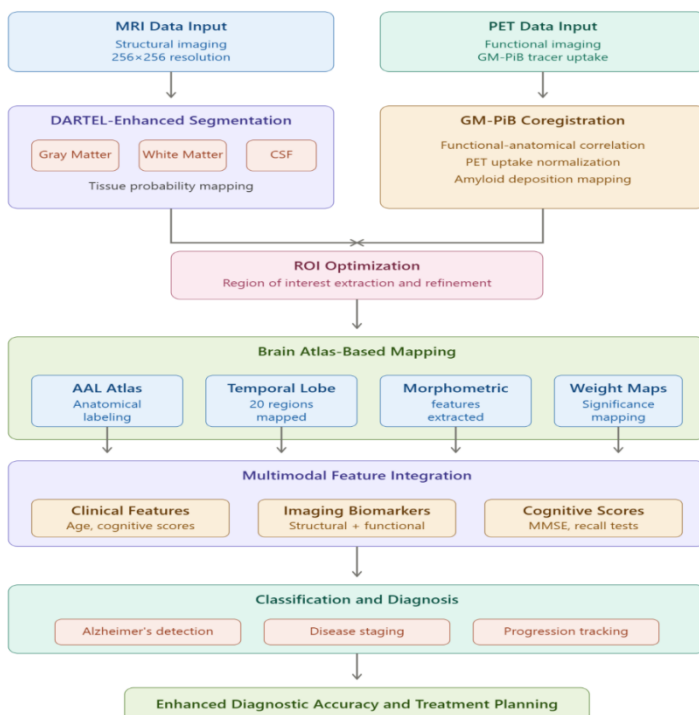 MRI Data Input
Structural imaging
256×256 resolution
PET Data Input
Functional imaging
GM-PiB tracer uptake
DARTEL-Enhanced Segmentation
Gray Matter
White Matter
CSF
Tissue probability mapping
GM-PiB Coregistration
Functional-anatomical correlation
PET uptake normalization
Amyloid deposition mapping
ROI Optimization
Region of interest extraction and refinement
Brain Atlas-Based Mapping
AAL Atlas
Anatomical
labeling
Temporal Lobe
20 regions
mapped
Morphometric
features
extracted
Weight Maps
Significance
mapping
Multimodal Feature Integration
Clinical Features
Age, cognitive scores
Imaging Biomarkers
Structural + functional
Cognitive Scores
MMSE, recall tests
Classification and Diagnosis
Alzheimer's detection
Disease staging
Progression tracking
Enhanced Diagnostic Accuracy and Treatment Planning